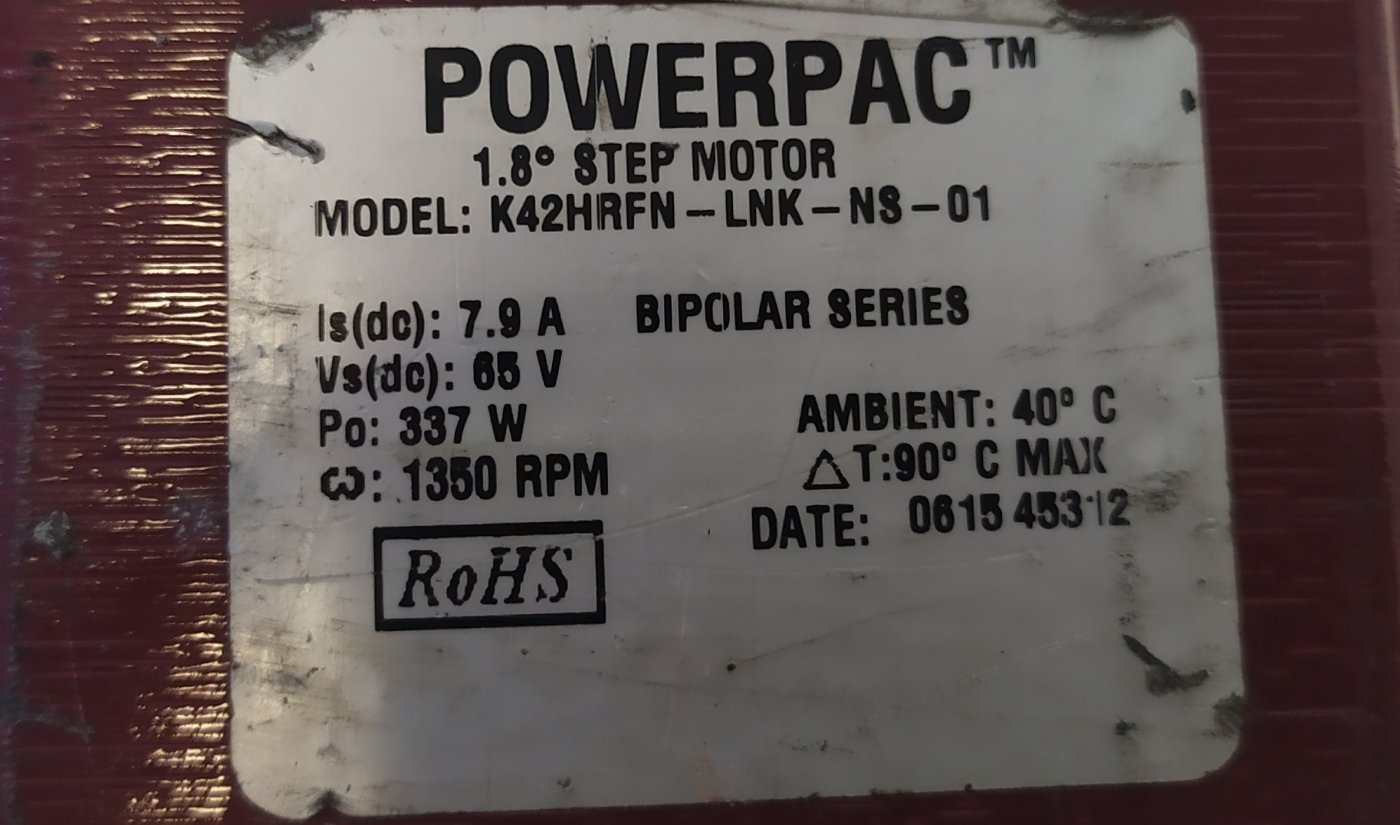 POWERPAC™
1.8° STEP MOTOR
MODEL: K42HRFN-LNK-NS-01
Is(dc): 7.9 A BIPOLAR SERIES
Vs(dc): 65 V
Po: 337 W AMBIENT: 40° C
ω: 1350 RPM △T:90° C MAX
DATE: 0615 45312
RoHS